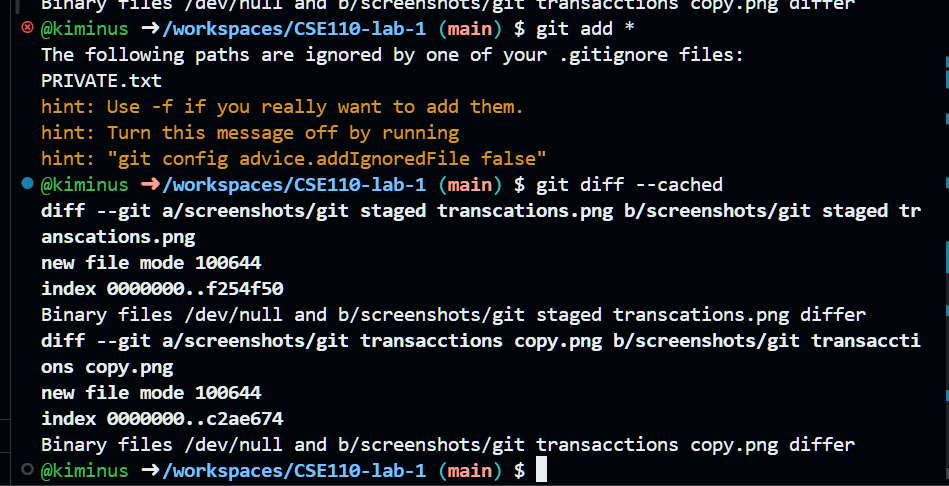 Binary files /dev/null and b/screenshots/git transacctions copy.png differ
@kiminus ➜/workspaces/CSE110-lab-1 (main) $ git add *
The following paths are ignored by one of your .gitignore files:
PRIVATE.txt
hint: Use -f if you really want to add them.
hint: Turn this message off by running
hint: "git config advice.addIgnoredFile false"
@kiminus ➜/workspaces/CSE110-lab-1 (main) $ git diff --cached
diff --git a/screenshots/git staged transcations.png b/screenshots/git staged tr
anscations.png
new file mode 100644
index 0000000..f254f50
Binary files /dev/null and b/screenshots/git staged transcations.png differ
diff --git a/screenshots/git transacctions copy.png b/screenshots/git transaccti
ons copy.png
new file mode 100644
index 0000000..c2ae674
Binary files /dev/null and b/screenshots/git transacctions copy.png differ
@kiminus ➜/workspaces/CSE110-lab-1 (main) $